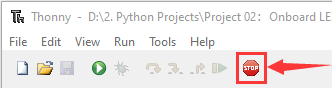 Thonny - D:\2. Python Projects\Project 02：Onboard LE
File Edit View Run Tools Help
STOP